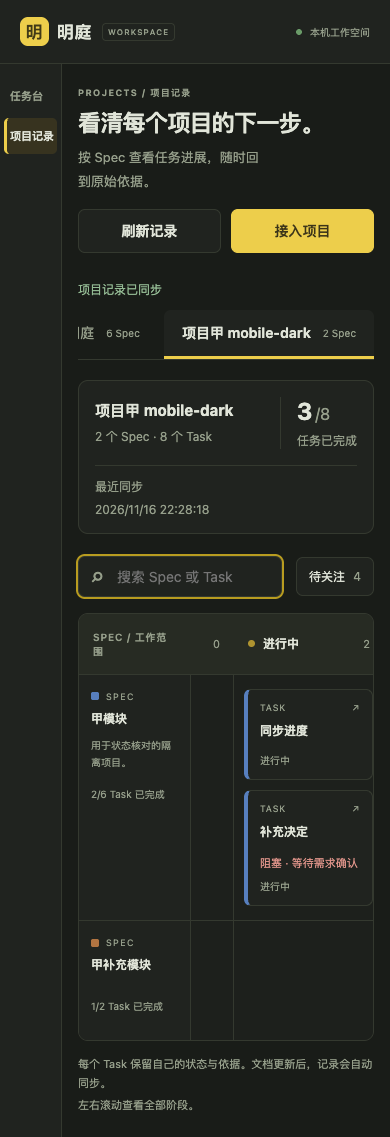 明 明庭 WORKSPACE 本机工作空间
任务台
项目记录
PROJECTS / 项目记录
看清每个项目的下一步。
按 Spec 查看任务进展，随时回
到原始依据。
刷新记录 接入项目
项目记录已同步
庭 6 Spec 项目甲 mobile-dark 2 Spec
项目甲 mobile-dark
2 个 Spec · 8 个 Task
3/8
任务已完成
最近同步
2026/11/16 22:28:18
搜索 Spec 或 Task 待关注 4
SPEC / 工作范
围
0 进行中 2
SPEC
甲模块
用于状态核对的隔
离项目。
2/6 Task 已完成
TASK ↗
同步进度
进行中
TASK ↗
补充决定
阻塞 · 等待需求确认
进行中
SPEC
甲补充模块
1/2 Task 已完成
每个 Task 保留自己的状态与依据。文档更新后，记录会自动
同步。
左右滚动查看全部阶段。